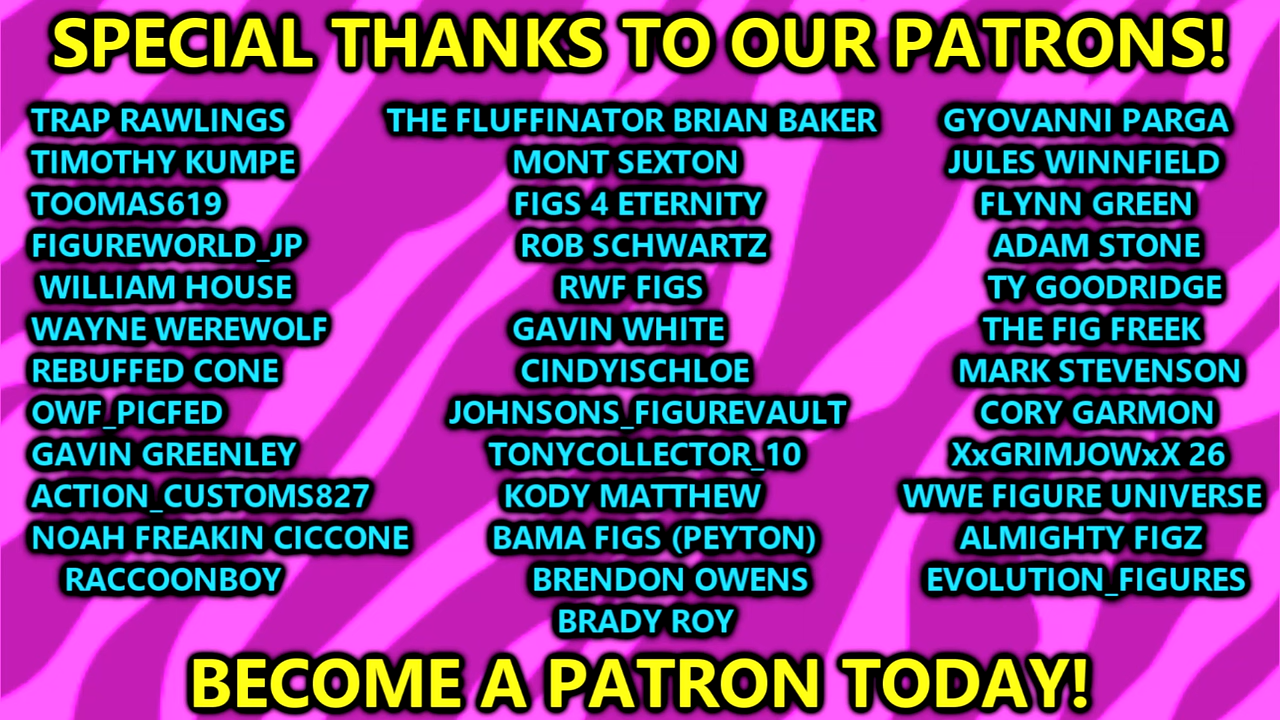 SPECIAL THANKS TO OUR PATRONS!
TRAP RAWLINGS
TIMOTHY KUMPE
TOOMAS619
FIGUREWORLD_JP
WILLIAM HOUSE
WAYNE WEREWOLF
REBUFFED CONE
OWF_PICFED
GAVIN GREENLEY
ACTION_CUSTOMS827
NOAH FREAKIN CICCONE
RACCOONBOY
THE FLUFFINATOR BRIAN BAKER
MONT SEXTON
FIGS 4 ETERNITY
ROB SCHWARTZ
RWF FIGS
GAVIN WHITE
CINDYISCHLOE
JOHNSONS_FIGUREVAULT
TONYCOLLECTOR_10
KODY MATTHEW
BAMA FIGS (PEYTON)
BRENDON OWENS
BRADY ROY
GYOVANNI PARGA
JULES WINNFIELD
FLYNN GREEN
ADAM STONE
TY GOODRIDGE
THE FIG FREEK
MARK STEVENSON
CORY GARMON
XxGRIMJOWxX 26
WWE FIGURE UNIVERSE
ALMIGHTY FIGZ
EVOLUTION_FIGURES
BECOME A PATRON TODAY!